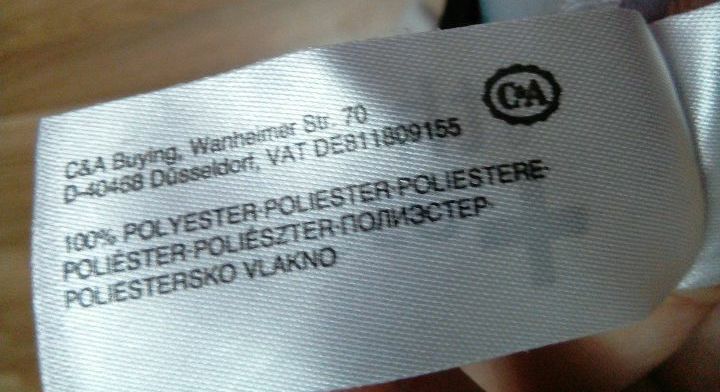 C&A
C&A Buying, Wanheimer Str. 70
D-40468 Düsseldorf, VAT DE811809155
100% POLYESTER·POLIESTER·POLIESTERE·
POLIÉSTER·POLIÉSZTER·ПОЛИЭСТЕР·
POLIESTERSKO VLAKNO